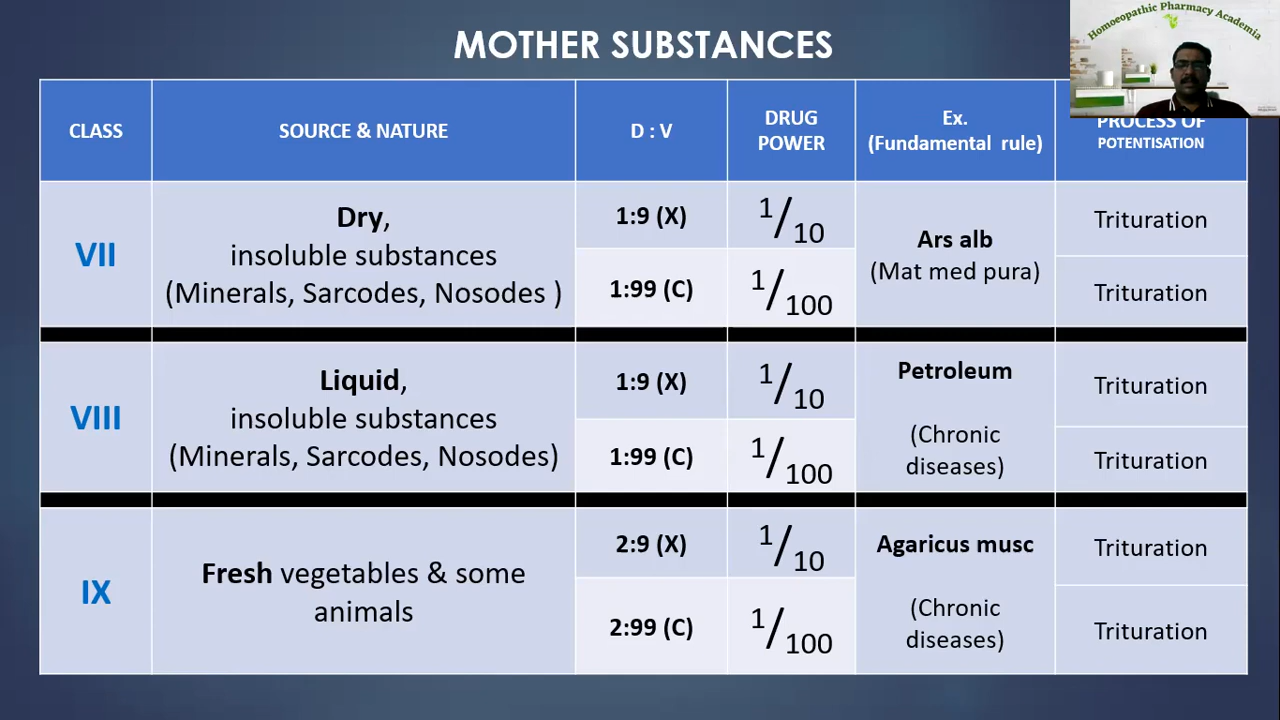 Homoeopathic Pharmacy Academia
MOTHER SUBSTANCES
CLASS
SOURCE & NATURE
D : V
DRUG
POWER
Ex.
(Fundamental rule)
PROCESS OF
POTENTISATION
VII
Dry,
insoluble substances
(Minerals, Sarcodes, Nosodes )
1:9 (X)
1/10
1:99 (C)
1/100
Ars alb
(Mat med pura)
Trituration
Trituration
VIII
Liquid,
insoluble substances
(Minerals, Sarcodes, Nosodes)
1:9 (X)
1/10
1:99 (C)
1/100
Petroleum
(Chronic
diseases)
Trituration
Trituration
IX
Fresh vegetables & some
animals
2:9 (X)
1/10
2:99 (C)
1/100
Agaricus musc
(Chronic
diseases)
Trituration
Trituration